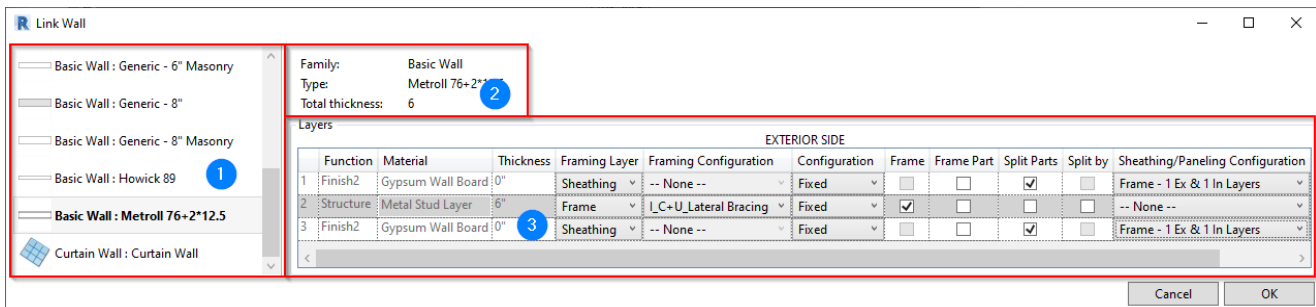 Link Wall
Basic Wall : Generic - 6" Masonry
Basic Wall : Generic - 8"
Basic Wall : Generic - 8" Masonry
Basic Wall : Howick 89
1
Basic Wall : Metroll 76+2*12.5
Curtain Wall : Curtain Wall
Family: Basic Wall
Type: Metroll 76+2*
Total thickness: 6
2
Layers
EXTERIOR SIDE
Function Material Thickness Framing Layer Framing Configuration Configuration Frame Frame Part Split Parts Split by Sheathing/Paneling Configuration
1 Finish2 Gypsum Wall Board 0" Sheathing -- None -- Fixed Frame - 1 Ex & 1 In Layers
2 Structure Metal Stud Layer 6" Frame I_C+U_Lateral Bracing Fixed -- None --
3 Finish2 Gypsum Wall Board 0" Sheathing -- None -- Fixed Frame - 1 Ex & 1 In Layers
3
Cancel OK